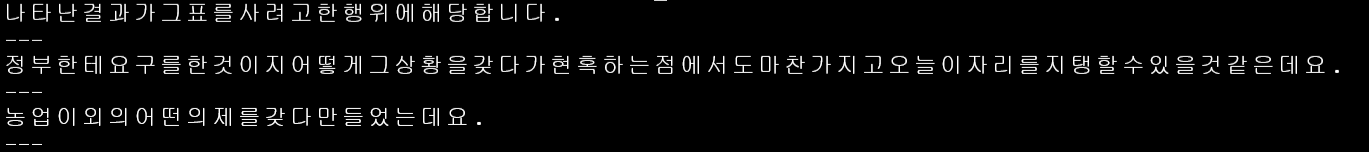 나타난결과가그표를사려고한행위에해당합니다.
---
정부한테요구를한것이지어떻게그상황을갖다가현혹하는점에서도마찬가지고오늘이자리를지탱할수있을것같은데요.
---
농업이외의어떤의제를갖다만들었는데요.
---